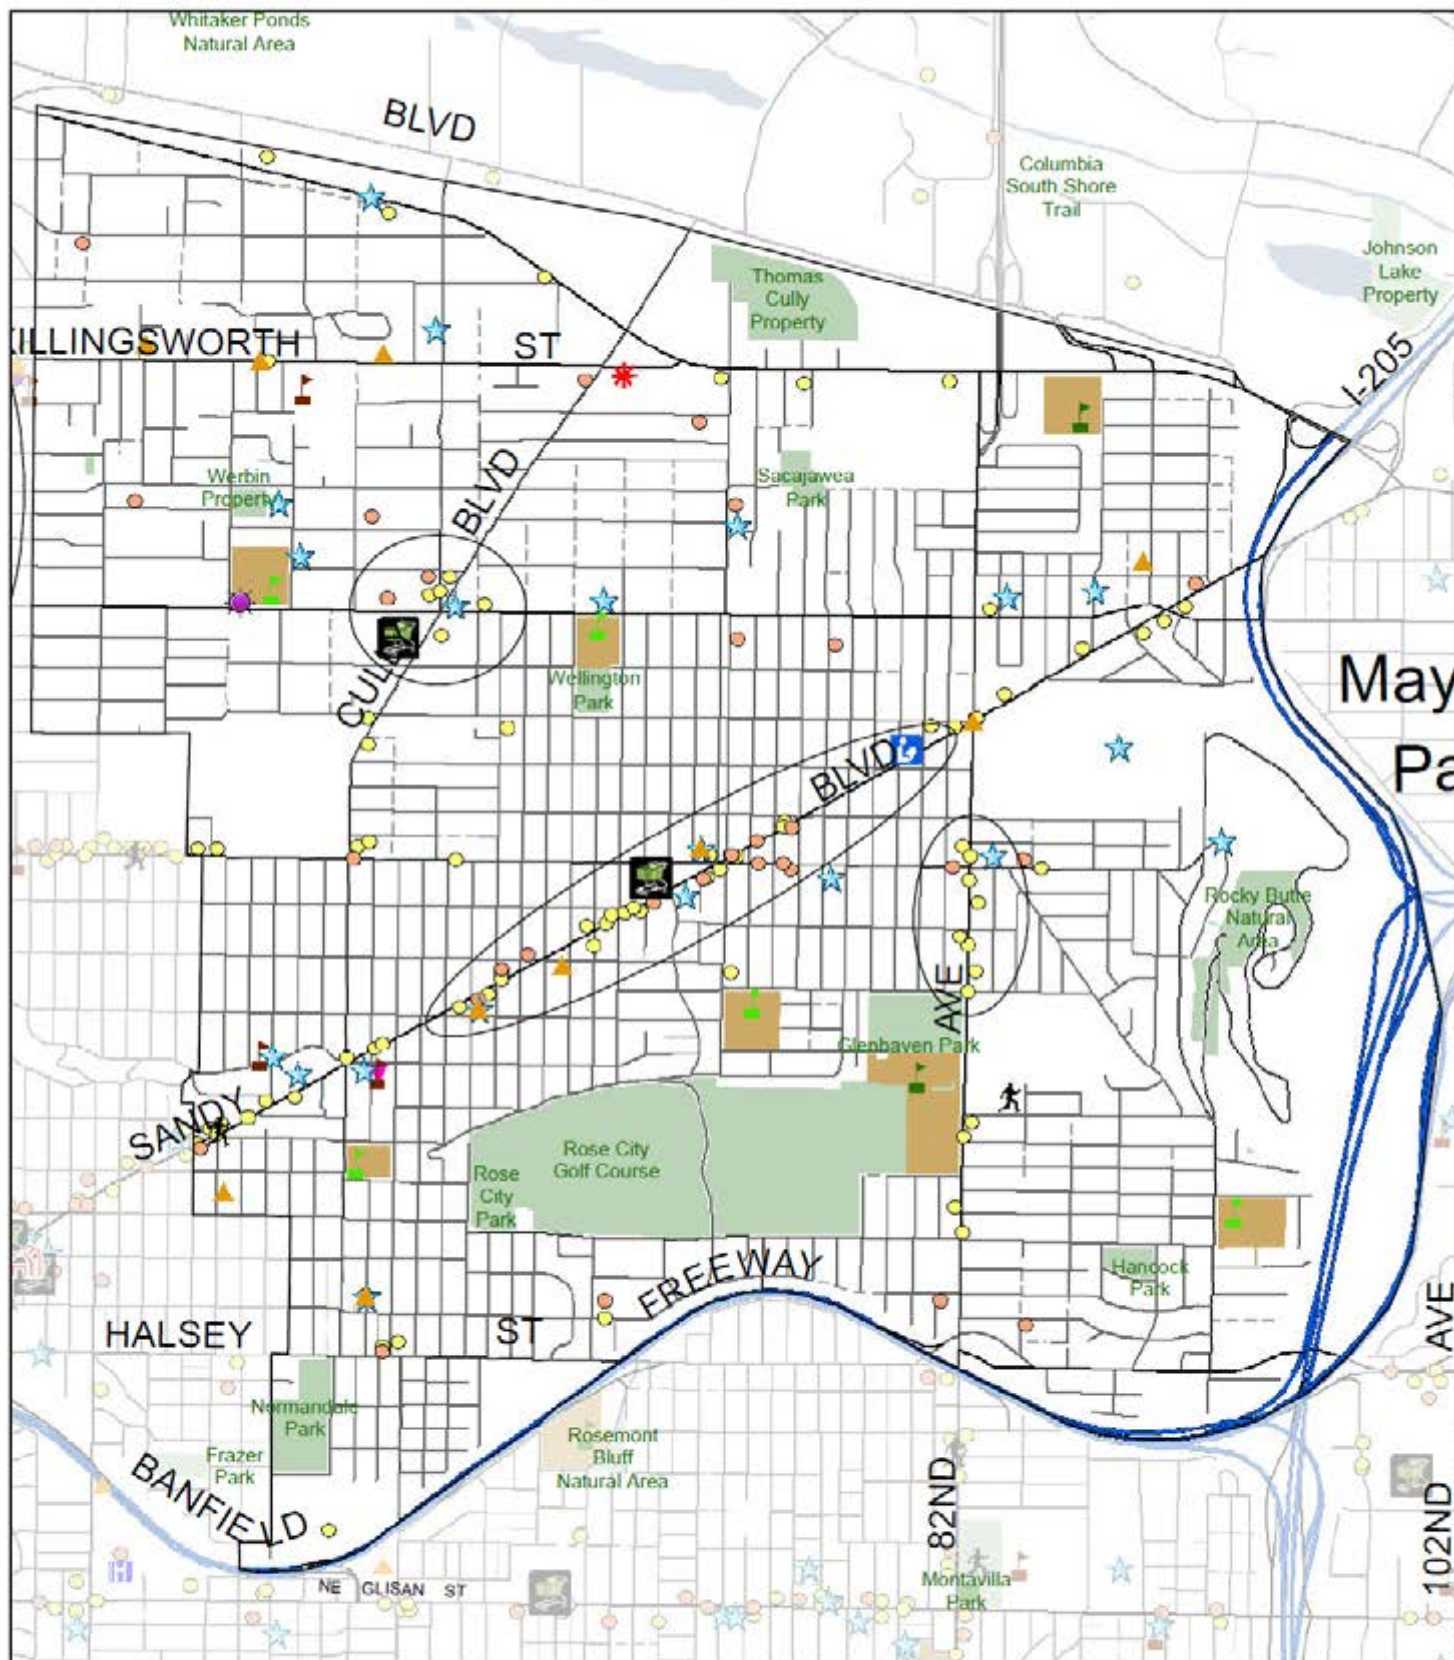 Whitaker Ponds
Natural Area
BLVD
Columbia
South Shore
Trail
Johnson
Lake
Property
Thomas
Cully
Property
KILLINGSWORTH
ST
I-205
Werbin
Property
BLVD
Sacajawea
Park
CUL
Wellington
Park
May
Pa
BLVD
Rocky Butte
Natural
Area
AVE
Glenhaven Park
SANDY
Rose City
Golf Course
Rose
City
Park
FREEWAY
Hancock
Park
HALSEY
ST
AVE
Normandale
Park
Frazer
Park
Rosemont
Bluff
Natural Area
BANFIELD
82ND
102ND
NE GLISAN ST
Montavilla
Park